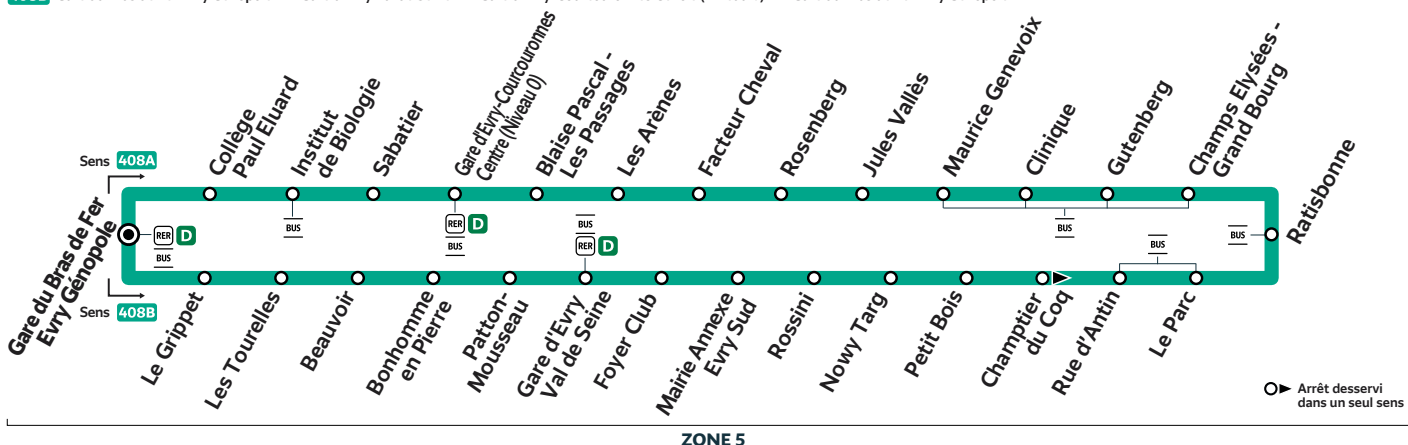 Sens 408A
Collège
Paul Eluard
Institut
de Biologie
Sabatier
Gare d'Evry-Courcouronnes
Centre (Niveau 0)
Blaise Pascal -
Les Passages
Les Arènes
Facteur Cheval
Rosenberg
Jules Vallès
Maurice Genevoix
Clinique
Gutenberg
Champs Elysées -
Grand Bourg
Ratisbonne
Gare du Bras de Fer
Evry Génopole
RER D
BUS
BUS
RER D
BUS
BUS
RER D
BUS
BUS
BUS
Sens 408B
Le Grippet
Les Tourelles
Beauvoir
Bonhomme
en Pierre
Patton-
Mousseau
Gare d'Evry
Val de Seine
Foyer Club
Mairie Annexe
Evry Sud
Rossini
Nowy Targ
Petit Bois
Champtier
du Coq
Rue d'Antin
Le Parc
Arrêt desservi
dans un seul sens
ZONE 5